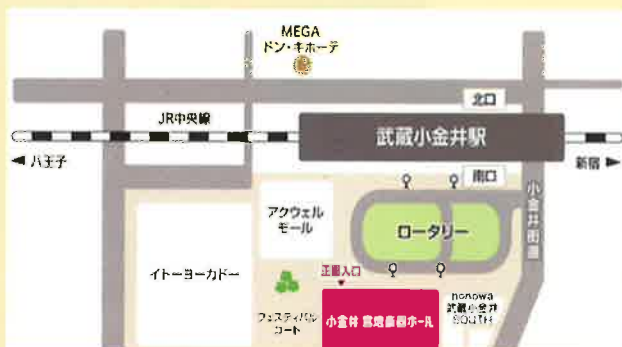 MEGA
ドン・キホーテ
北口
JR中央線
武蔵小金井駅
◀ 八王子
新宿 ▶
南口
小金井街道
アクウェル
モール
ロータリー
イトーヨーカドー
正面入口
フェスティバル
コート
小金井 宮地楽器ホール
nonowa
武蔵小金井
SOUTH